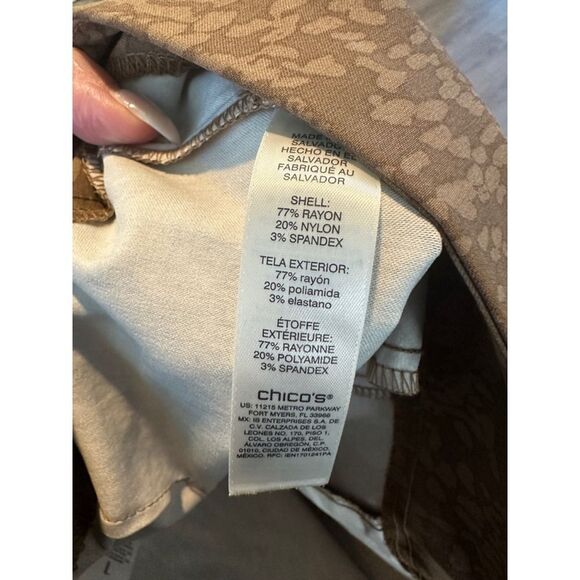 MADE IN EL
SALVADOR
HECHO EN EL
SALVADOR
FABRIQUÉ AU
SALVADOR
SHELL:
77% RAYON
20% NYLON
3% SPANDEX
TELA EXTERIOR:
77% rayón
20% poliamida
3% elastano
ÉTOFFE
EXTÉRIEURE:
77% RAYONNE
20% POLYAMIDE
3% SPANDEX
chico's®
US: 11215 METRO PARKWAY
FORT MYERS, FL 33966
MX: IB ENTERPRISES S.A. DE
C.V. CALZADA DE LOS
LEONES NO. 170, PISO 1,
COL. LOS ALPES, DEL.
ÁLVARO OBREGÓN, C.P.
01010, CIUDAD DE MÉXICO,
MÉXICO. RFC: IEN1701241PA